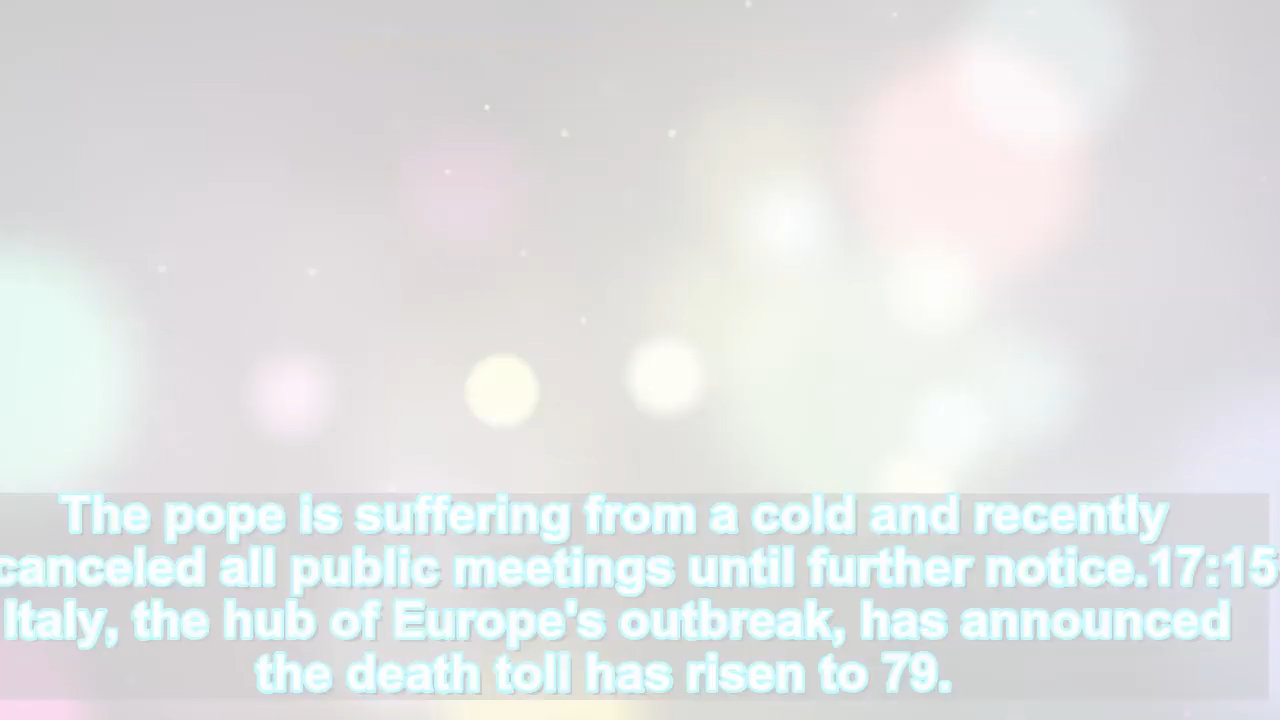 The pope is suffering from a cold and recently
canceled all public meetings until further notice.17:15
Italy, the hub of Europe's outbreak, has announced
the death toll has risen to 79.